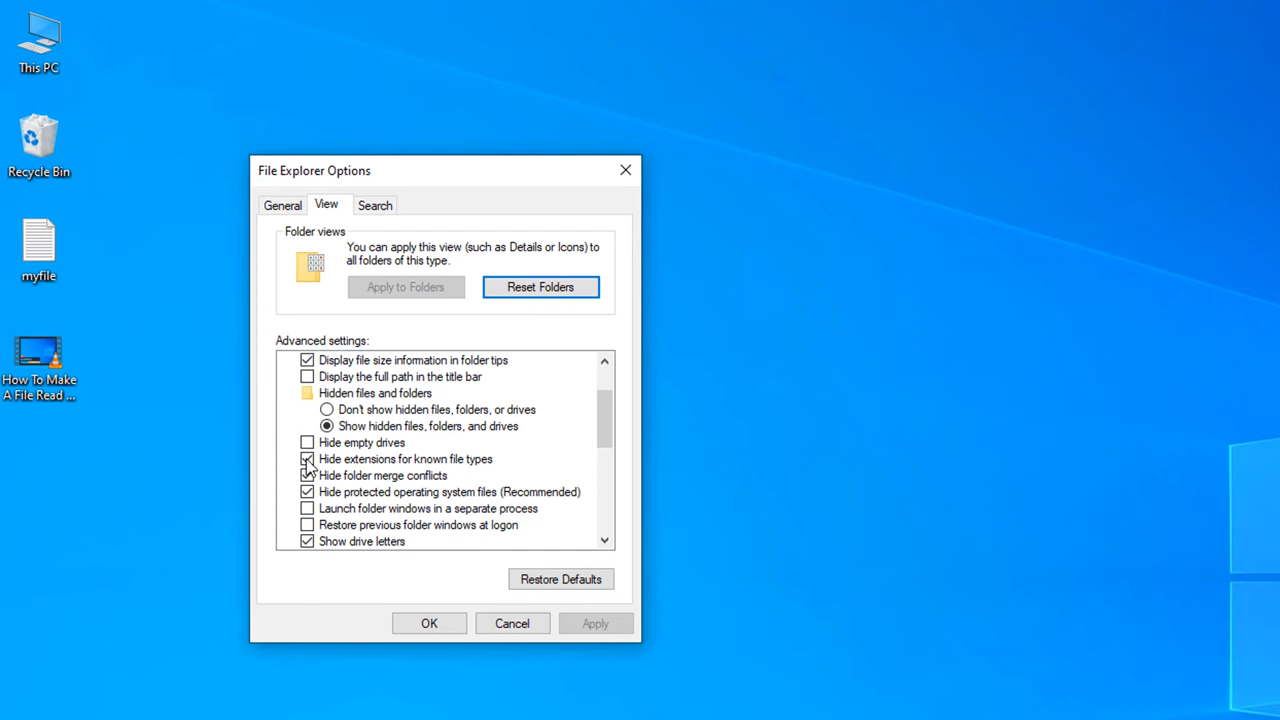 This PC
Recycle Bin
myfile
How To Make
A File Read ...
File Explorer Options
General
View
Search
Folder views
You can apply this view (such as Details or Icons) to
all folders of this type.
Apply to Folders
Reset Folders
Advanced settings:
Display file size information in folder tips
Display the full path in the title bar
Hidden files and folders
Don't show hidden files, folders, or drives
Show hidden files, folders, and drives
Hide empty drives
Hide extensions for known file types
Hide folder merge conflicts
Hide protected operating system files (Recommended)
Launch folder windows in a separate process
Restore previous folder windows at logon
Show drive letters
Restore Defaults
OK
Cancel
Apply